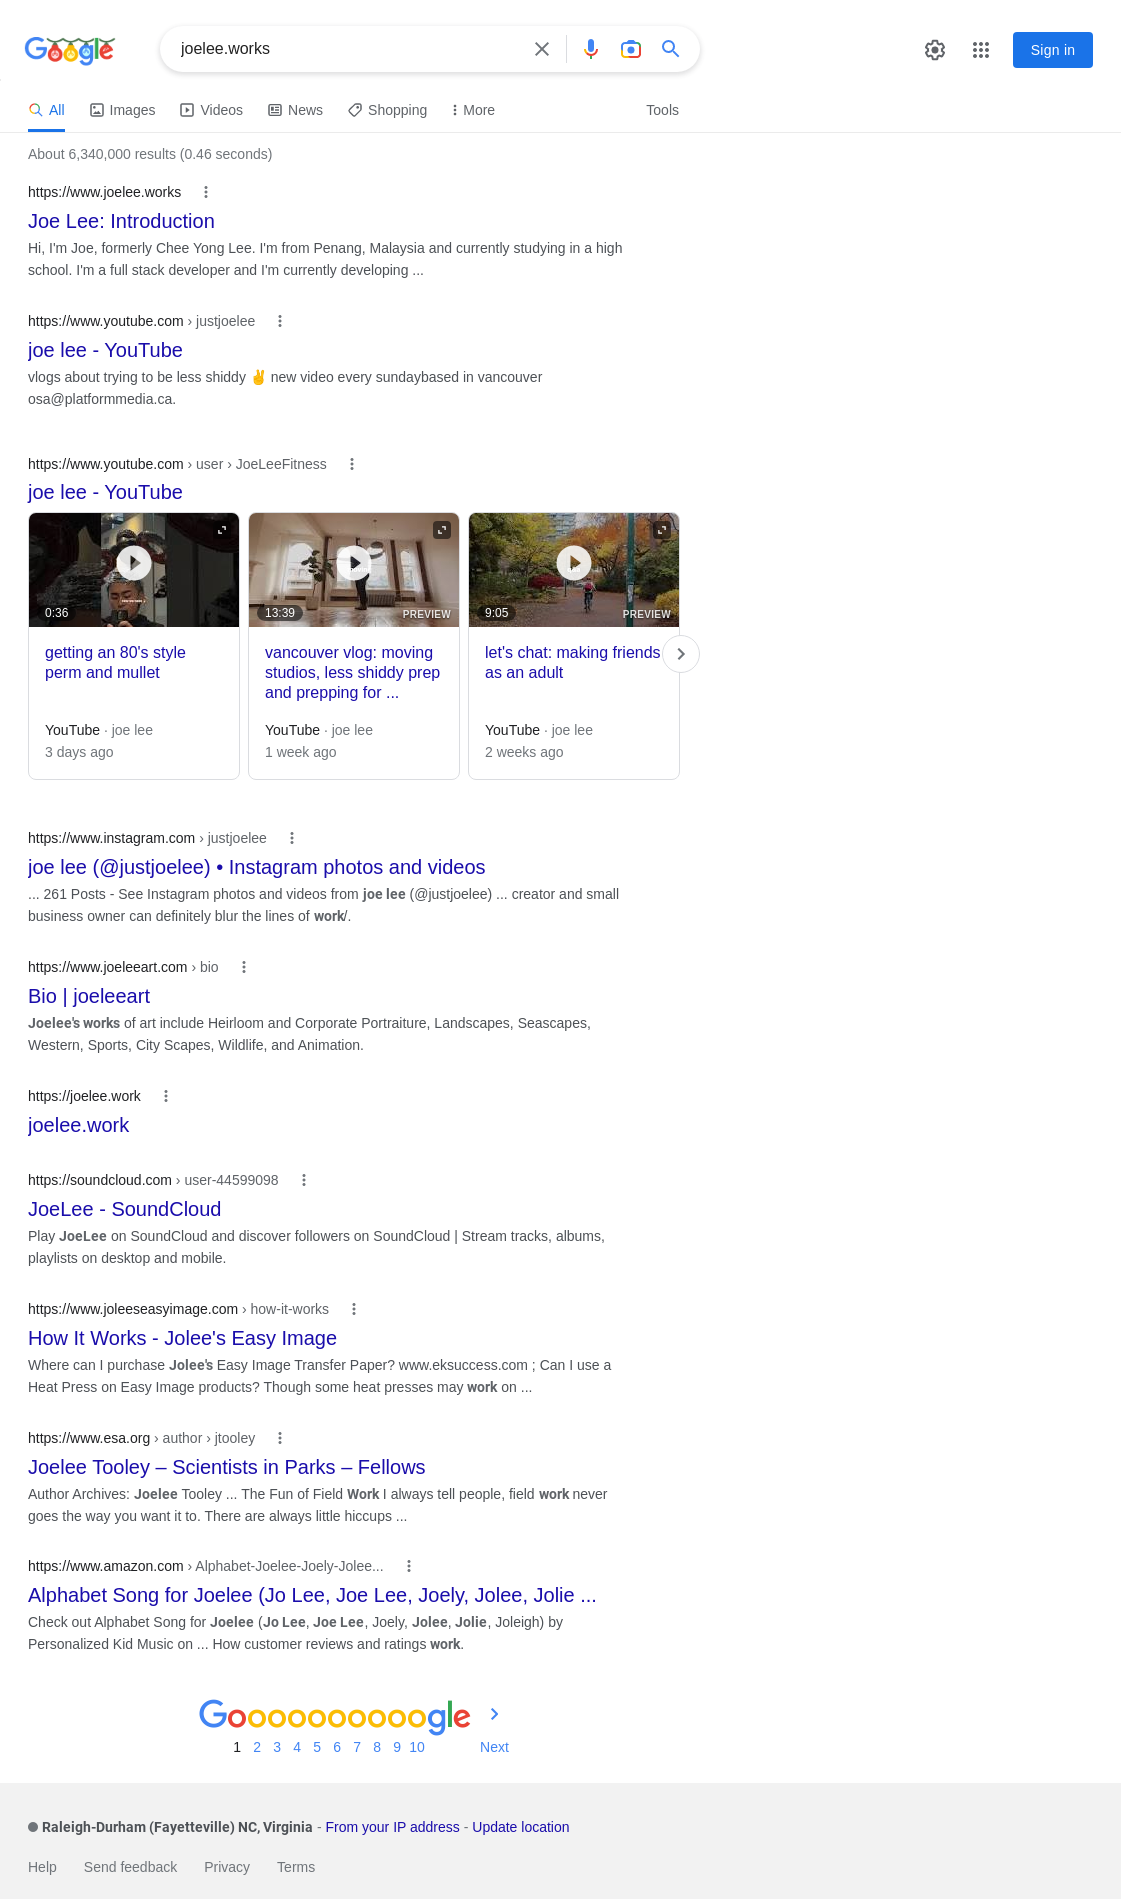 Google
joelee.works
Sign in
All Images Videos News Shopping More Tools
About 6,340,000 results (0.46 seconds)
https://www.joelee.works
Joe Lee: Introduction
Hi, I'm Joe, formerly Chee Yong Lee. I'm from Penang, Malaysia and currently studying in a high
school. I'm a full stack developer and I'm currently developing ...
https://www.youtube.com › justjoelee
joe lee - YouTube
vlogs about trying to be less shiddy ✌ new video every sundaybased in vancouver
osa@platformmedia.ca.
https://www.youtube.com › user › JoeLeeFitness
joe lee - YouTube
0:36
getting an 80's style
perm and mullet
YouTube · joe lee
3 days ago
13:39 PREVIEW
vancouver vlog: moving
studios, less shiddy prep
and prepping for ...
YouTube · joe lee
1 week ago
9:05 PREVIEW
let's chat: making friends
as an adult
YouTube · joe lee
2 weeks ago
https://www.instagram.com › justjoelee
joe lee (@justjoelee) • Instagram photos and videos
... 261 Posts - See Instagram photos and videos from joe lee (@justjoelee) ... creator and small
business owner can definitely blur the lines of work/.
https://www.joeleeart.com › bio
Bio | joeleeart
Joelee's works of art include Heirloom and Corporate Portraiture, Landscapes, Seascapes,
Western, Sports, City Scapes, Wildlife, and Animation.
https://joelee.work
joelee.work
https://soundcloud.com › user-44599098
JoeLee - SoundCloud
Play JoeLee on SoundCloud and discover followers on SoundCloud | Stream tracks, albums,
playlists on desktop and mobile.
https://www.joleeseasyimage.com › how-it-works
How It Works - Jolee's Easy Image
Where can I purchase Jolee's Easy Image Transfer Paper? www.eksuccess.com ; Can I use a
Heat Press on Easy Image products? Though some heat presses may work on ...
https://www.esa.org › author › jtooley
Joelee Tooley – Scientists in Parks – Fellows
Author Archives: Joelee Tooley ... The Fun of Field Work I always tell people, field work never
goes the way you want it to. There are always little hiccups ...
https://www.amazon.com › Alphabet-Joelee-Joely-Jolee...
Alphabet Song for Joelee (Jo Lee, Joe Lee, Joely, Jolee, Jolie ...
Check out Alphabet Song for Joelee (Jo Lee, Joe Lee, Joely, Jolee, Jolie, Joleigh) by
Personalized Kid Music on ... How customer reviews and ratings work.
Goooooooooogle
1 2 3 4 5 6 7 8 9 10 Next
Raleigh-Durham (Fayetteville) NC, Virginia - From your IP address - Update location
Help Send feedback Privacy Terms